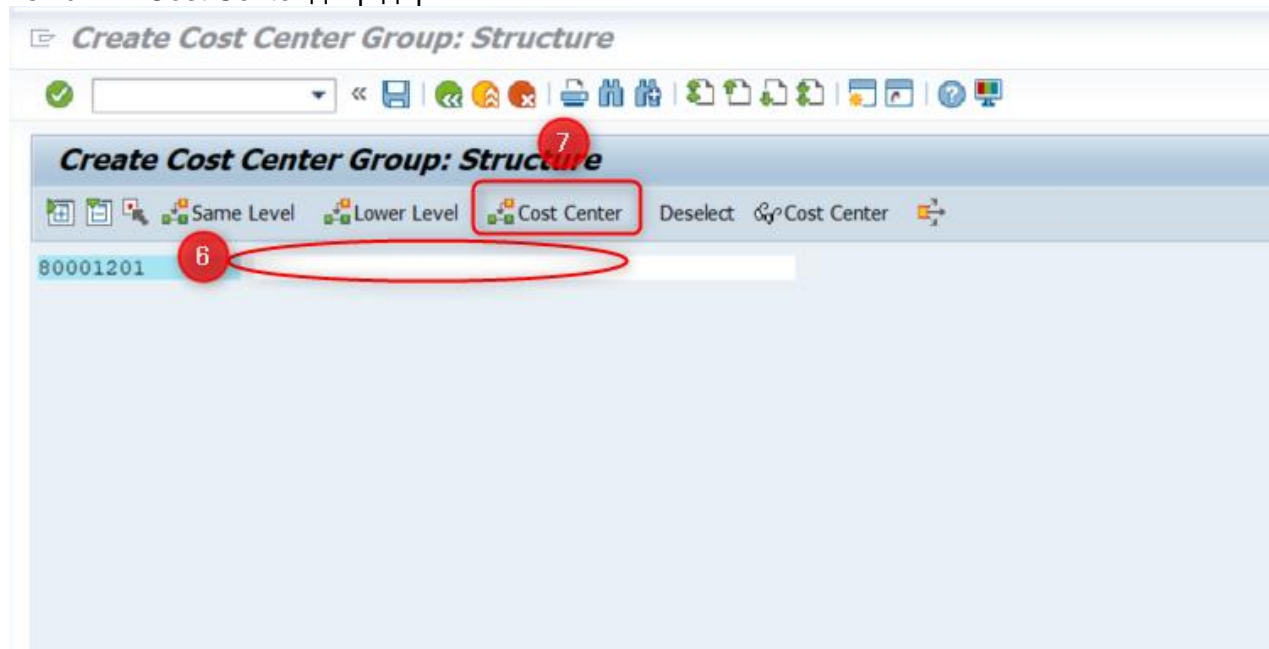 Create Cost Center Group: Structure
Create Cost Center Group: Structure
7
Same Level Lower Level Cost Center Deselect Cost Center
6
80001201